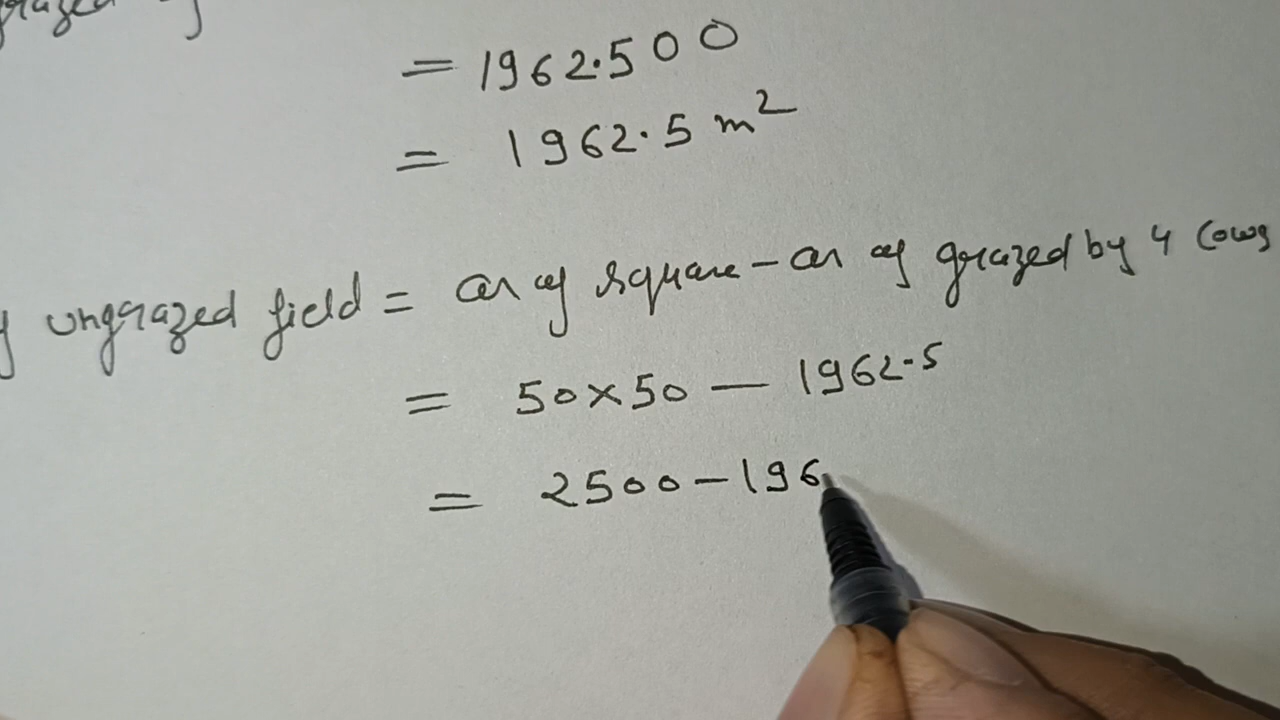 grazed
= 1962.500
= 1962.5 m²
ungrazed field = ar of square - ar of grazed by 4 Cows
= 50×50 — 1962.5
= 2500 - 196